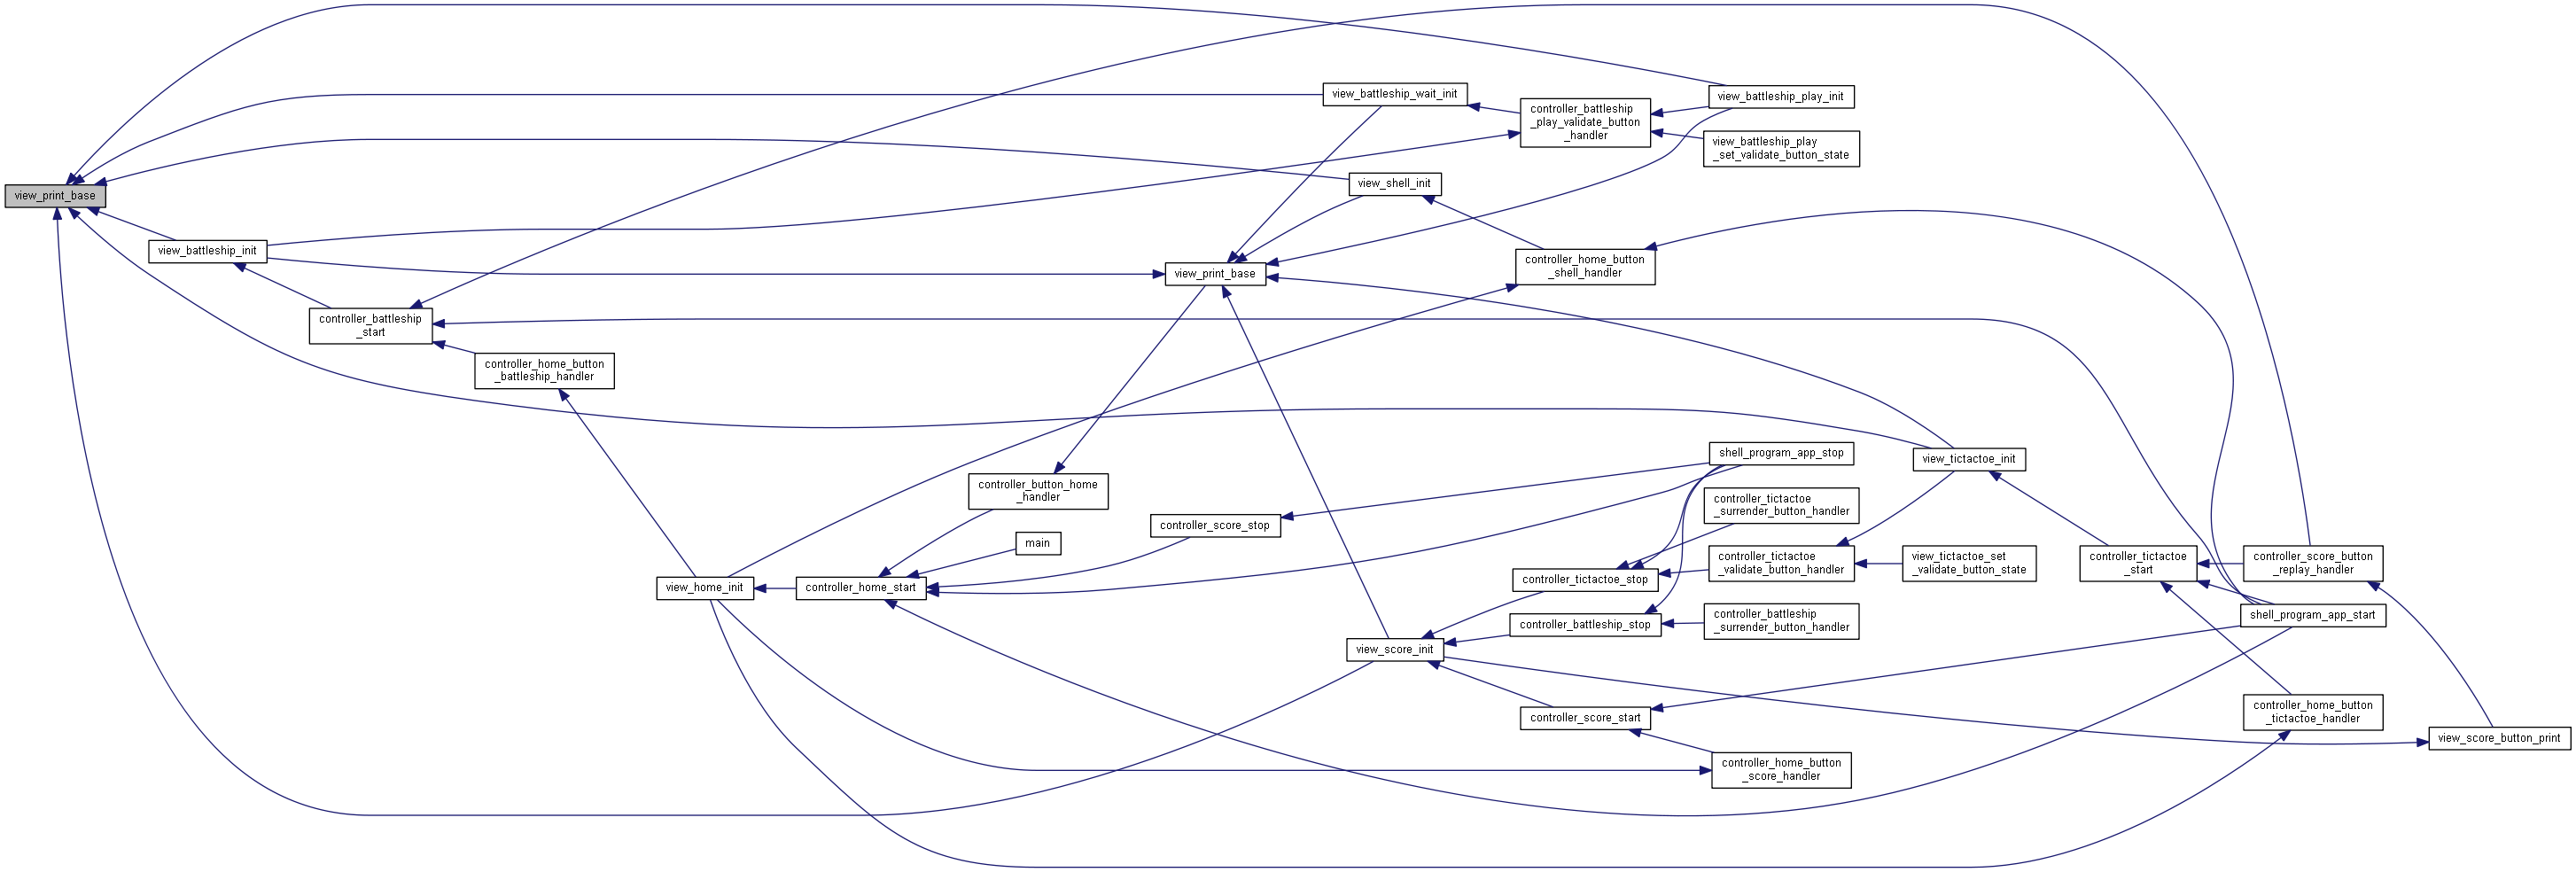 view_print_base
view_battleship_init
controller_battleship
_start
controller_home_button
_battleship_handler
view_home_init
controller_home_start
controller_button_home
_handler
main
controller_score_stop
view_print_base
view_battleship_wait_init
view_shell_init
view_score_init
controller_battleship
_play_validate_button
_handler
controller_home_button
_shell_handler
controller_tictactoe_stop
controller_battleship_stop
controller_score_start
view_battleship_play_init
view_battleship_play
_set_validate_button_state
shell_program_app_stop
controller_tictactoe
_surrender_button_handler
controller_tictactoe
_validate_button_handler
controller_battleship
_surrender_button_handler
controller_home_button
_score_handler
view_tictactoe_init
view_tictactoe_set
_validate_button_state
controller_tictactoe
_start
controller_score_button
_replay_handler
shell_program_app_start
controller_home_button
_tictactoe_handler
view_score_button_print